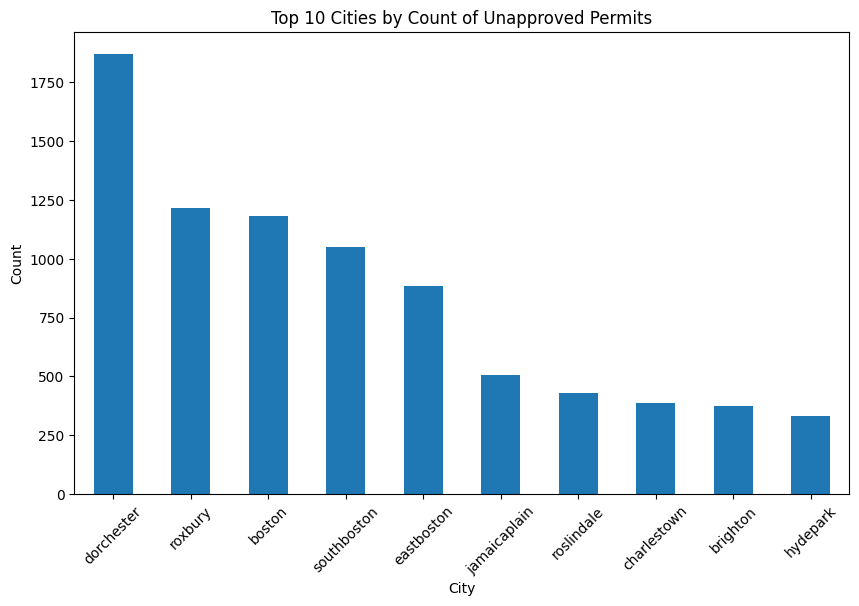 Top 10 Cities by Count of Unapproved Permits
Count
1750
1500
1250
1000
750
500
250
0
dorchester
roxbury
boston
southboston
eastboston
jamaicaplain
roslindale
charlestown
brighton
hydepark
City